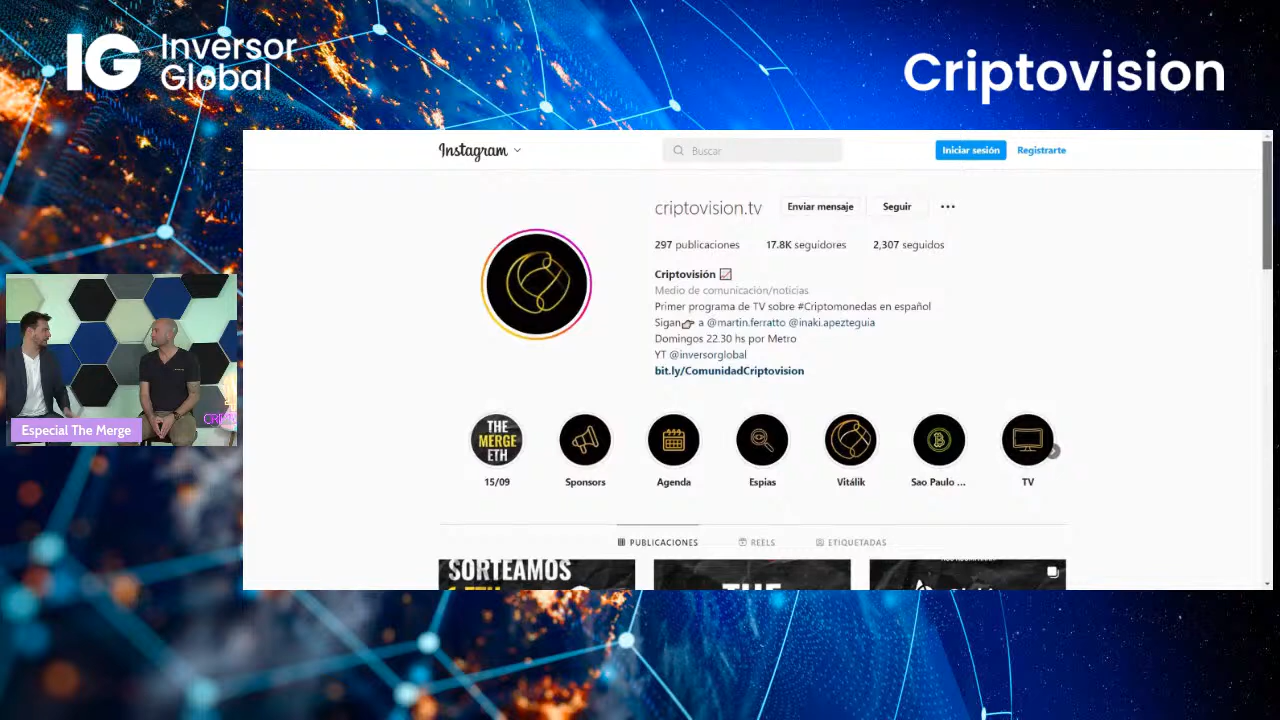 IG Inversor
Global
Criptovision
Instagram
Buscar
Iniciar sesión
Registrarte
criptovision.tv
Enviar mensaje
Seguir
297 publicaciones
17.8K seguidores
2,307 seguidos
Criptovisión
Medio de comunicación/noticias
Primer programa de TV sobre #Criptomonedas en español
Sigan a @martin.ferratto @inaki.apezteguia
Domingos 22.30 hs por Metro
YT @inversorglobal
bit.ly/ComunidadCriptovision
Especial The Merge
THE
MERGE
ETH
15/09
Sponsors
Agenda
Espias
Vitálik
Sao Paulo ...
TV
PUBLICACIONES
REELS
ETIQUETADAS
SORTEAMOS
THE